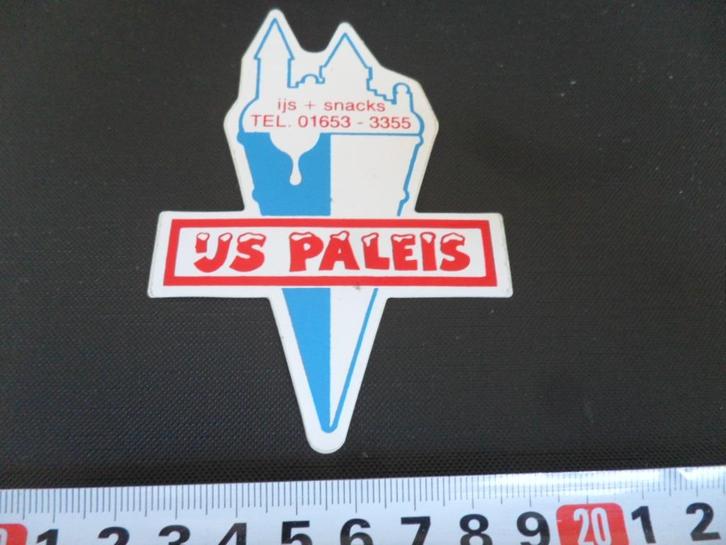 ijs + snacks
TEL. 01653 - 3355
IJS PALEIS
1 2 3 4 5 6 7 8 9 20 1 2